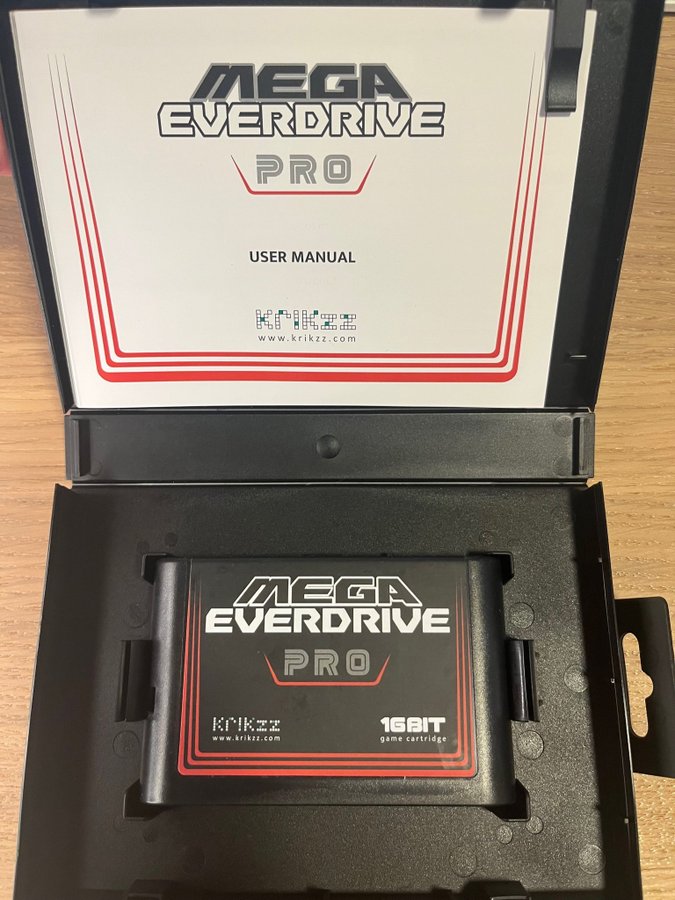 MEGA
EVERDRIVE
PRO
USER MANUAL
krikzz
www.krikzz.com
MEGA
EVERDRIVE
PRO
krikzz
www.krikzz.com
16BIT
game cartridge